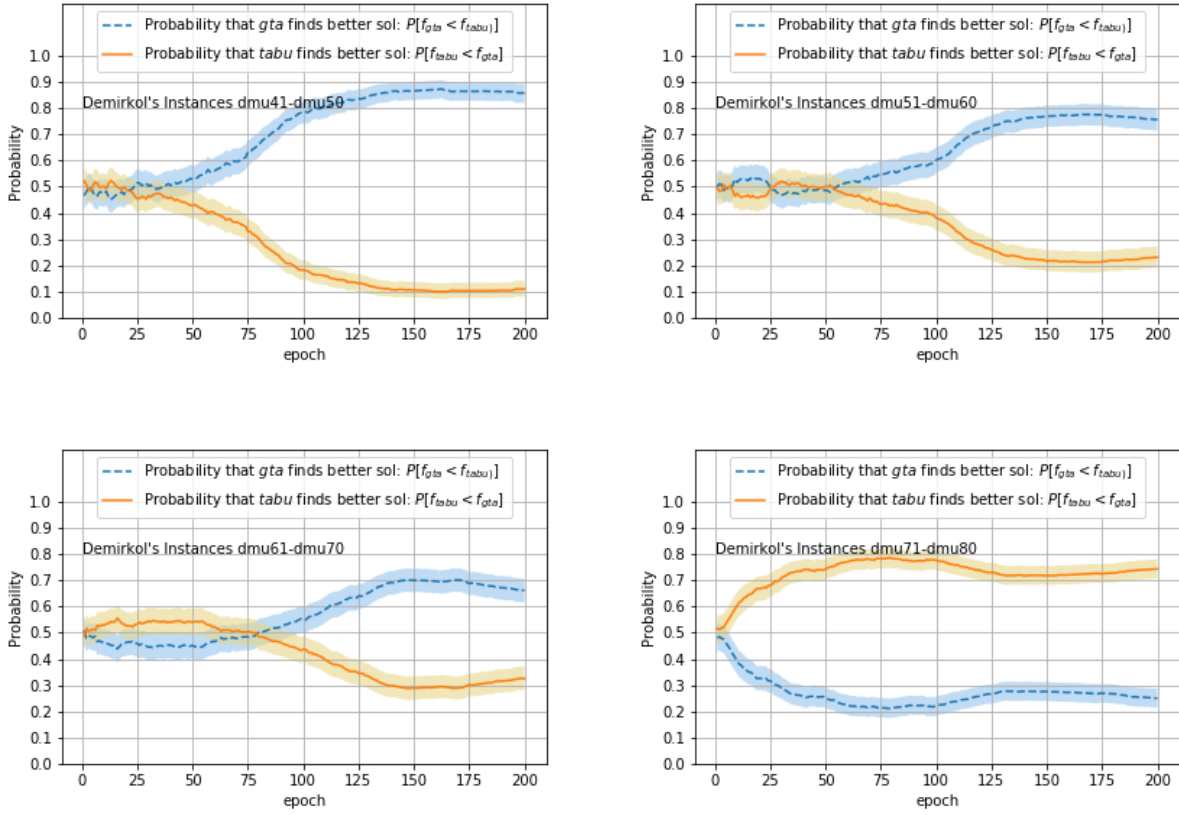 Probability that gta finds better sol: P[f_gta < f_tabu)]
Probability that tabu finds better sol: P[f_tabu < f_gta]
Demirkol's Instances dmu41-dmu50
Probability
1.0
0.9
0.8
0.7
0.6
0.5
0.4
0.3
0.2
0.1
0.0
0 25 50 75 100 125 150 175 200
epoch
Probability that gta finds better sol: P[f_gta < f_tabu)]
Probability that tabu finds better sol: P[f_tabu < f_gta]
Demirkol's Instances dmu51-dmu60
Probability
1.0
0.9
0.8
0.7
0.6
0.5
0.4
0.3
0.2
0.1
0.0
0 25 50 75 100 125 150 175 200
epoch
Probability that gta finds better sol: P[f_gta < f_tabu)]
Probability that tabu finds better sol: P[f_tabu < f_gta]
Demirkol's Instances dmu61-dmu70
Probability
1.0
0.9
0.8
0.7
0.6
0.5
0.4
0.3
0.2
0.1
0.0
0 25 50 75 100 125 150 175 200
epoch
Probability that gta finds better sol: P[f_gta < f_tabu)]
Probability that tabu finds better sol: P[f_tabu < f_gta]
Demirkol's Instances dmu71-dmu80
Probability
1.0
0.9
0.8
0.7
0.6
0.5
0.4
0.3
0.2
0.1
0.0
0 25 50 75 100 125 150 175 200
epoch